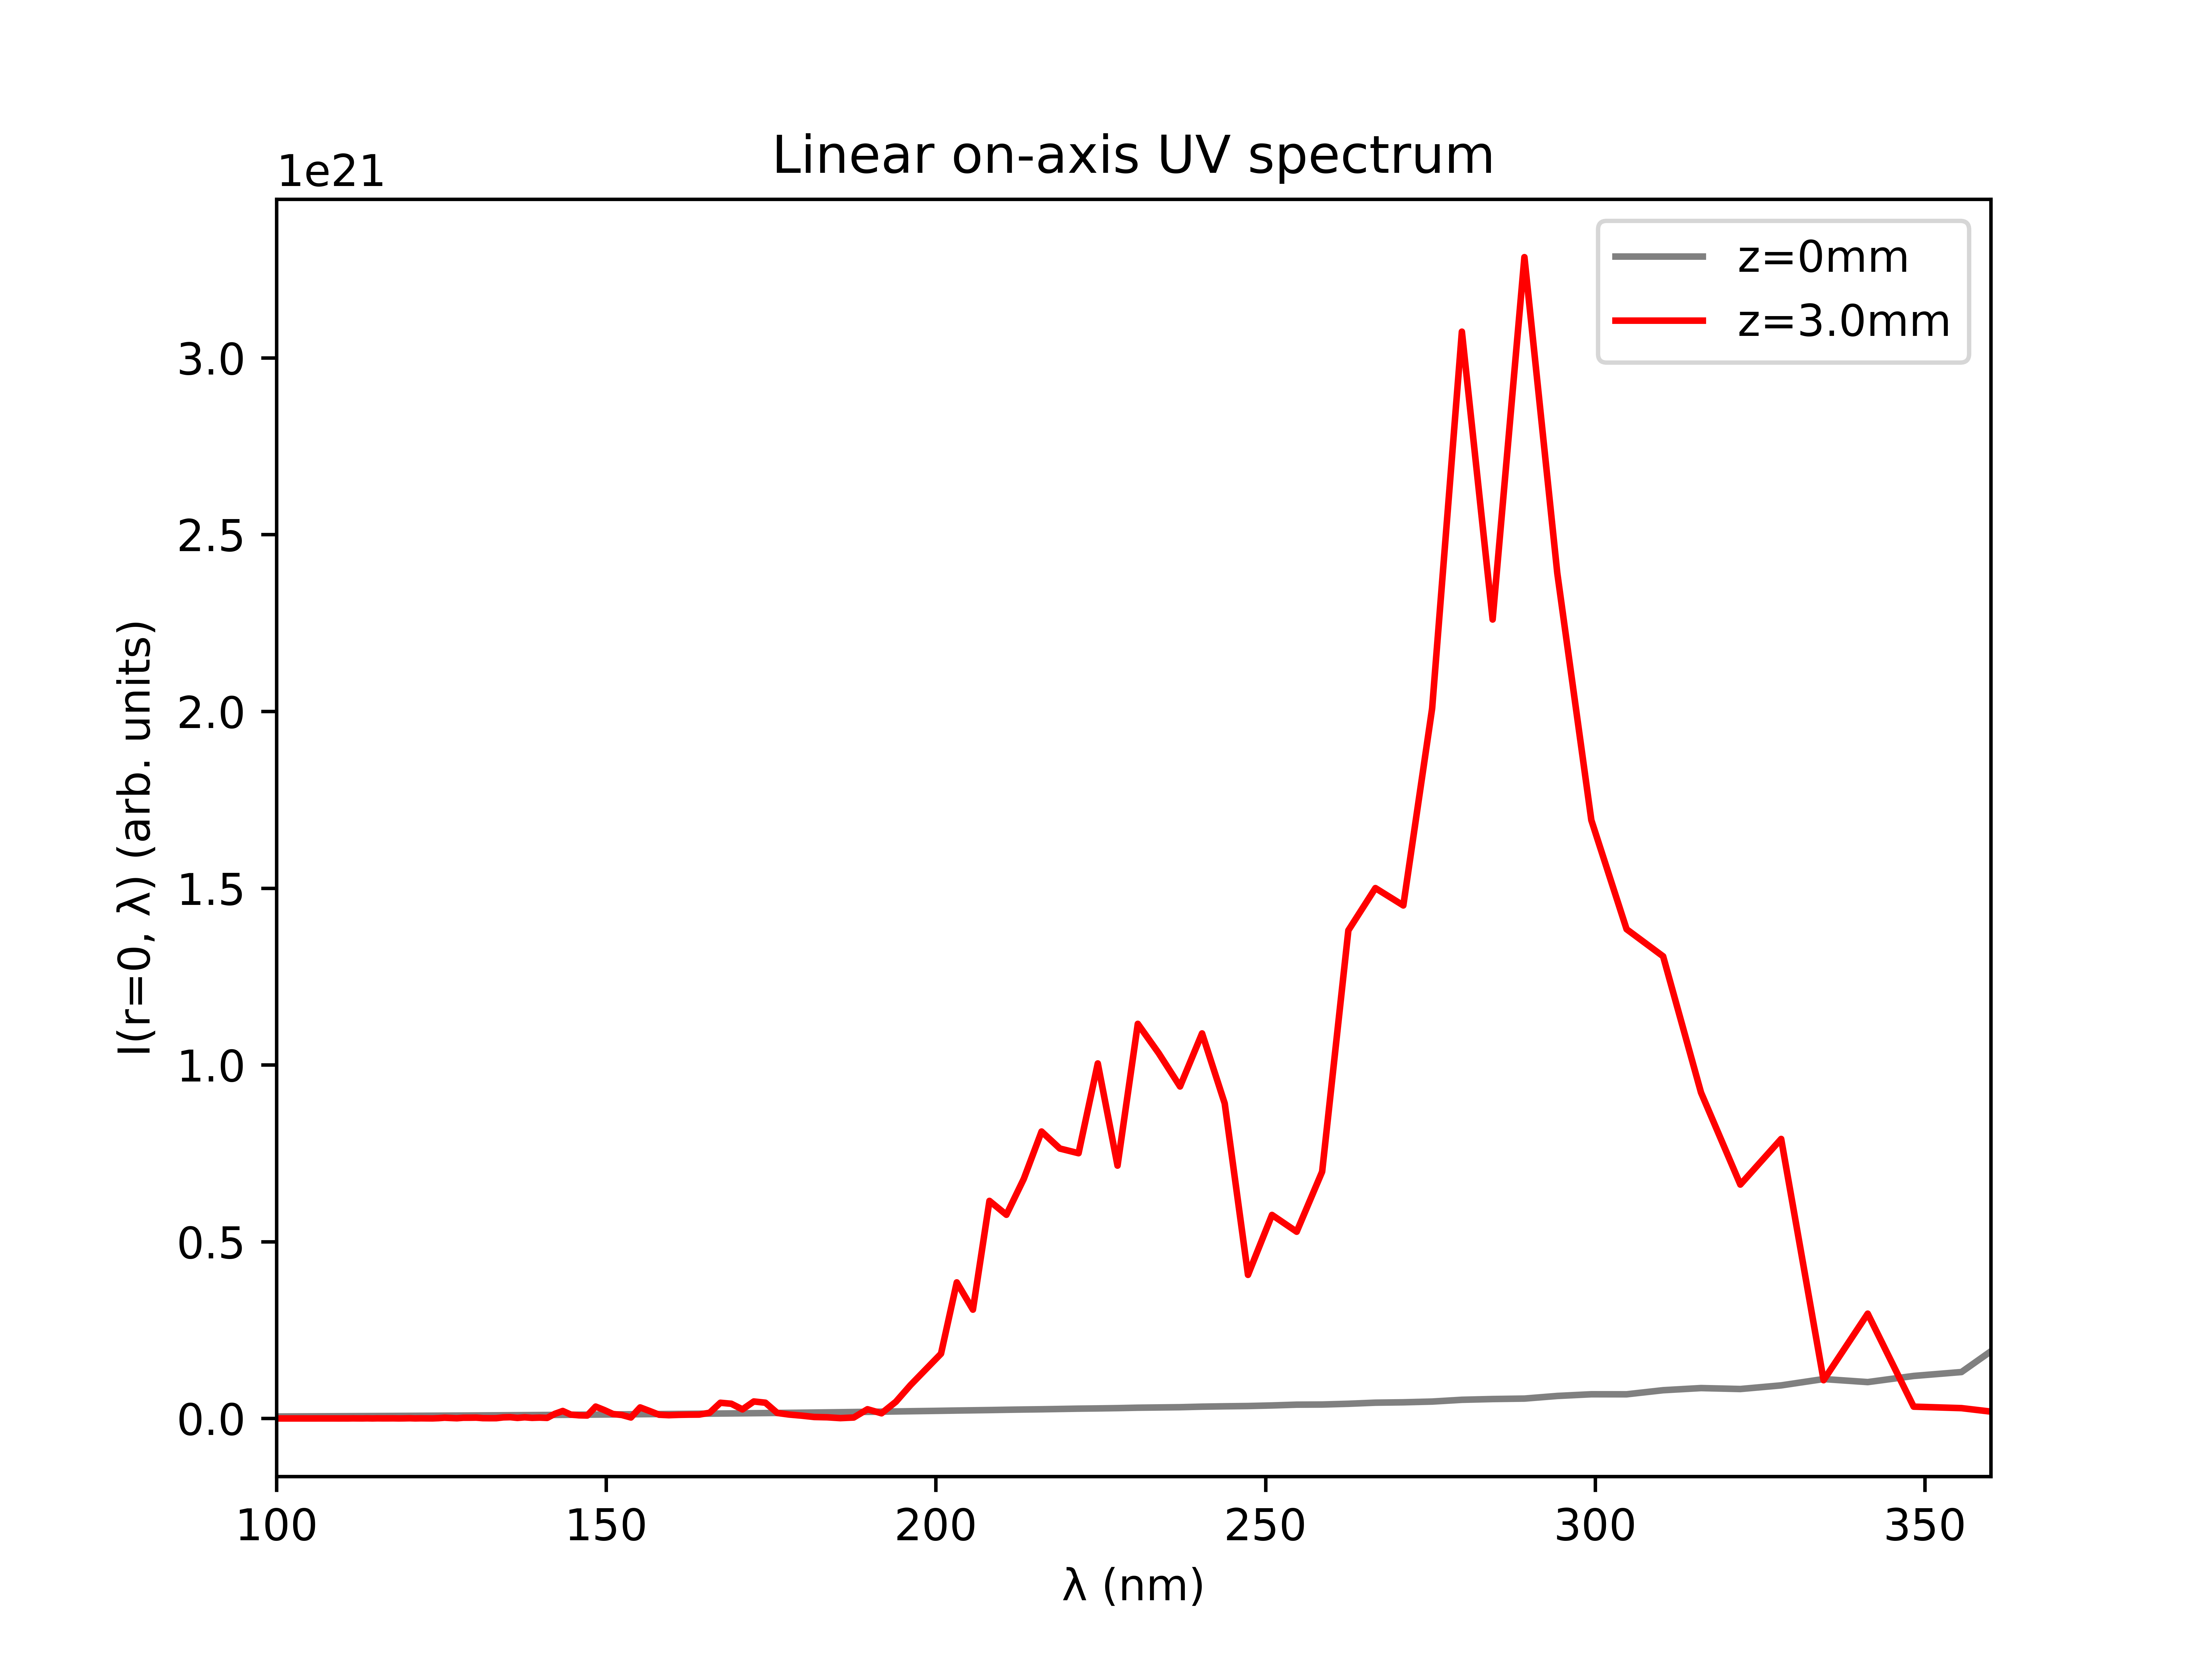 Linear on-axis UV spectrum
1e21
z=0mm
z=3.0mm
3.0
2.5
2.0
1.5
1.0
0.5
0.0
I(r=0, λ) (arb. units)
100 150 200 250 300 350
λ (nm)